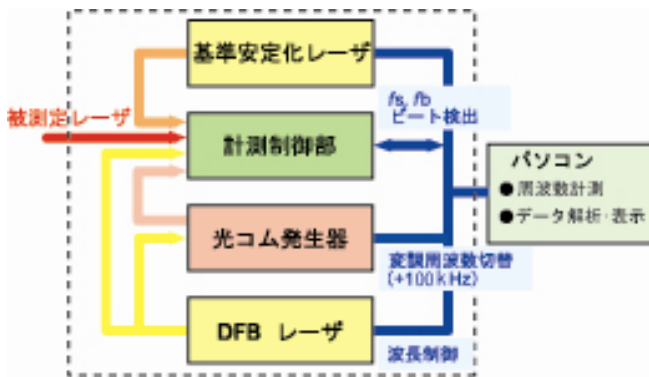 基準安定化レーザ
fs, fb
ビート検出
被測定レーザ
計測制御部
パソコン
●周波数計測
●データ解析・表示
光コム発生器
変調周波数切替
(+100kHz)
DFB レーザ
波長制御